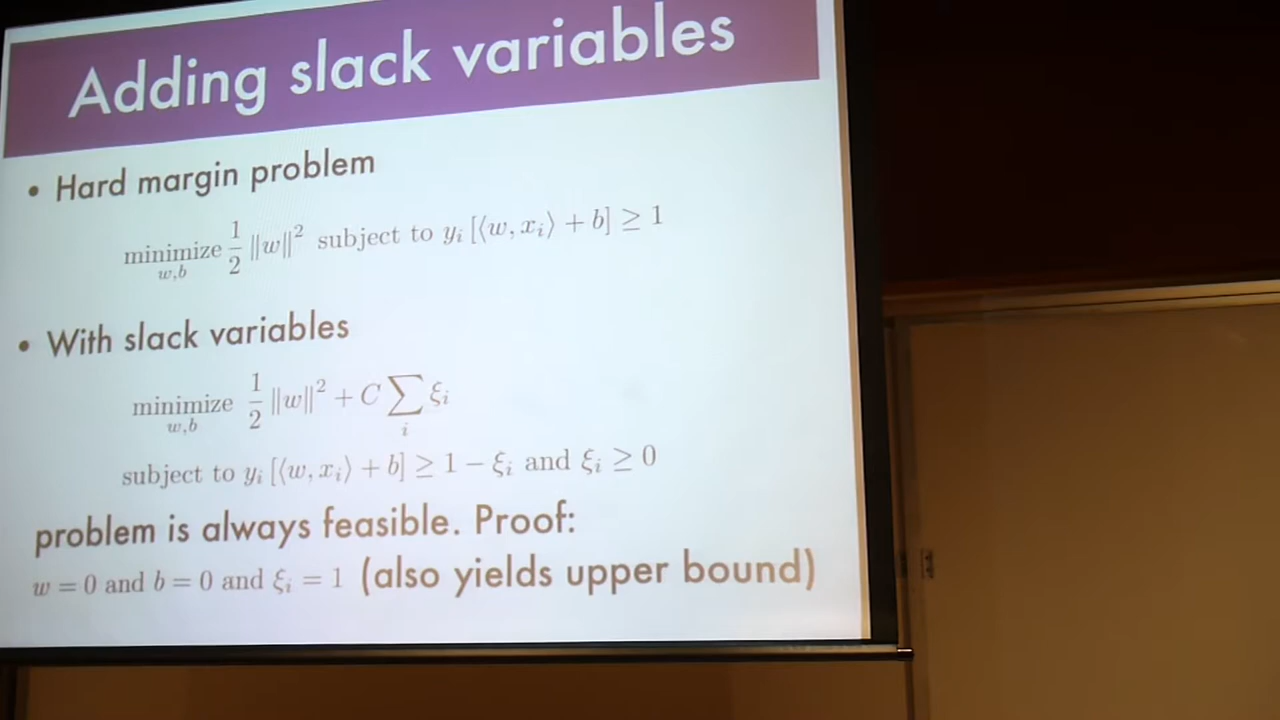 Adding slack variables
• Hard margin problem
minimize 1/2 ‖w‖² subject to yᵢ [⟨w, xᵢ⟩ + b] ≥ 1
w,b
• With slack variables
minimize 1/2 ‖w‖² + C ∑ ξᵢ
w,b i
subject to yᵢ [⟨w, xᵢ⟩ + b] ≥ 1 − ξᵢ and ξᵢ ≥ 0
problem is always feasible. Proof:
w = 0 and b = 0 and ξᵢ = 1 (also yields upper bound)